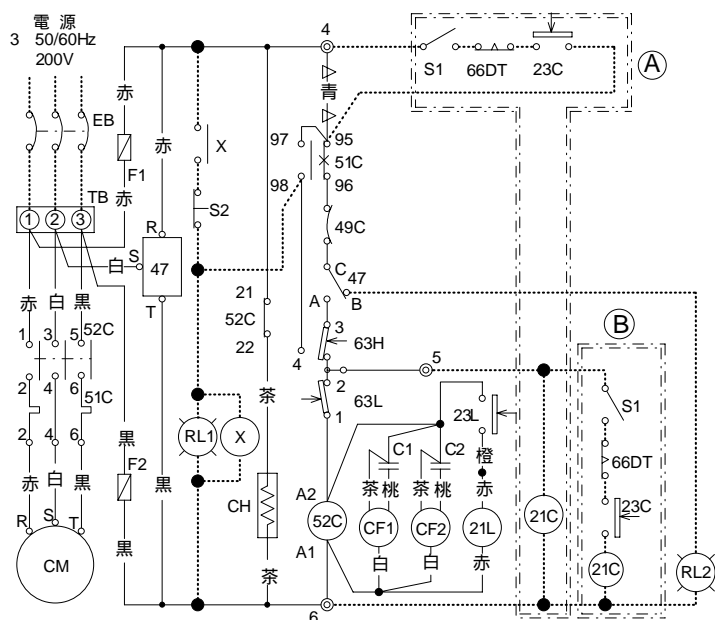 電 源
3 50/60Hz
200V
4
S1
66DT
23C
A
赤
EB
F1
赤
TB
1 2 3
赤
R
S
白
47
T
X
S2
青
97
95
51C
98
96
49C
C
47
A
B
B
赤 白 黒
1 3 5
52C
2 4 6
51C
2 4 6
赤 白 黒
R S T
CM
黒
F2
黒
黒
21
52C
22
茶
4
3
63H
5
2
63L
1
S1
66DT
23C
21C
RL1
X
CH
茶
A2
52C
A1
C1
C2
23L
橙
赤
茶 桃 茶 桃
CF1
CF2
21L
白
白
赤
21C
RL2
6